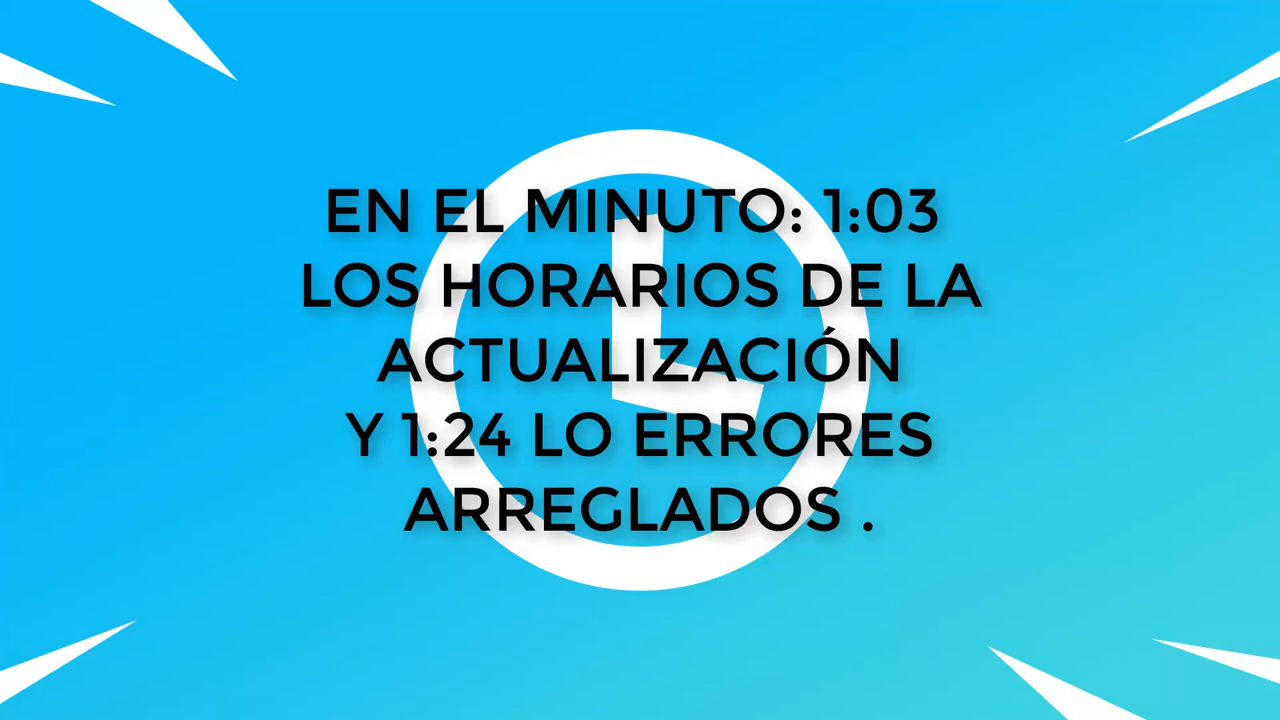 EN EL MINUTO: 1:03
LOS HORARIOS DE LA
ACTUALIZACIÓN
Y 1:24 LO ERRORES
ARREGLADOS .